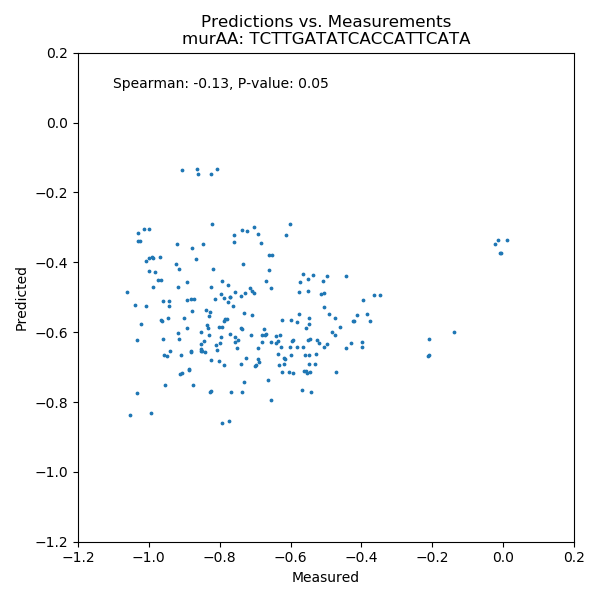 Predictions vs. Measurements
murAA: TCTTGATATCACCATTCATA
Spearman: -0.13, P-value: 0.05
0.2
0.0
−0.2
−0.4
−0.6
−0.8
−1.0
−1.2
Predicted
−1.2 −1.0 −0.8 −0.6 −0.4 −0.2 0.0 0.2
Measured